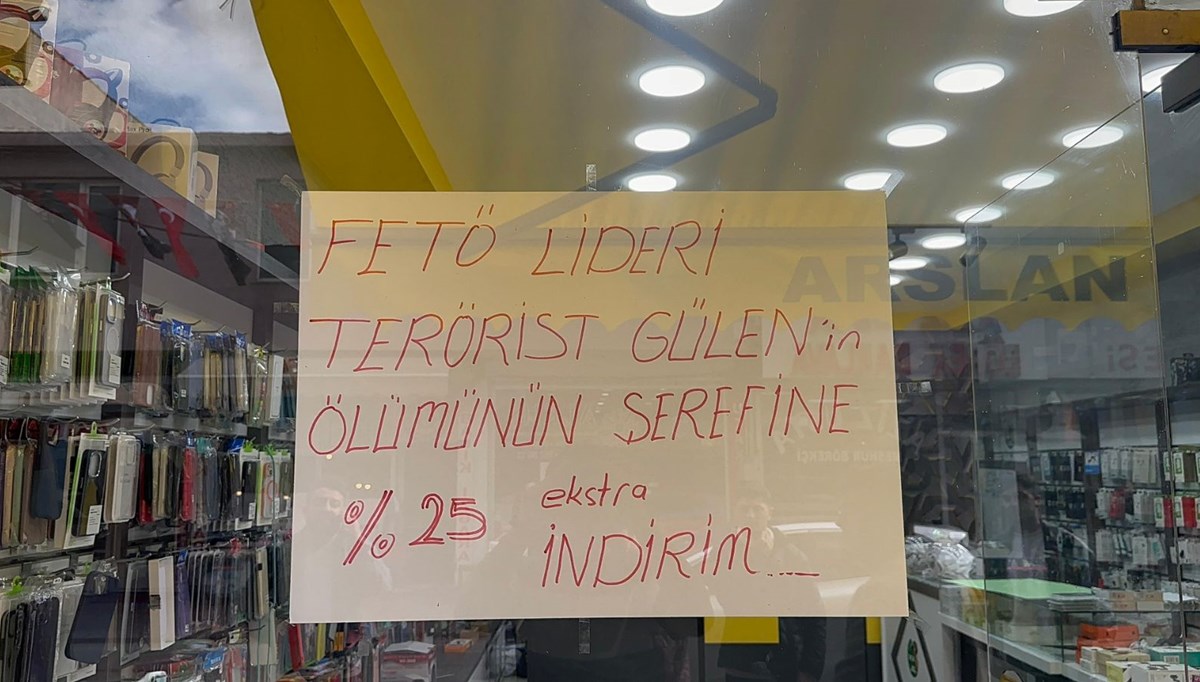 FETÖ LİDERİ
TERÖRİST GÜLEN'in
ÖLÜMÜNÜN ŞEREFİNE
% 25 ekstra
İNDİRİM...
ARSLAN